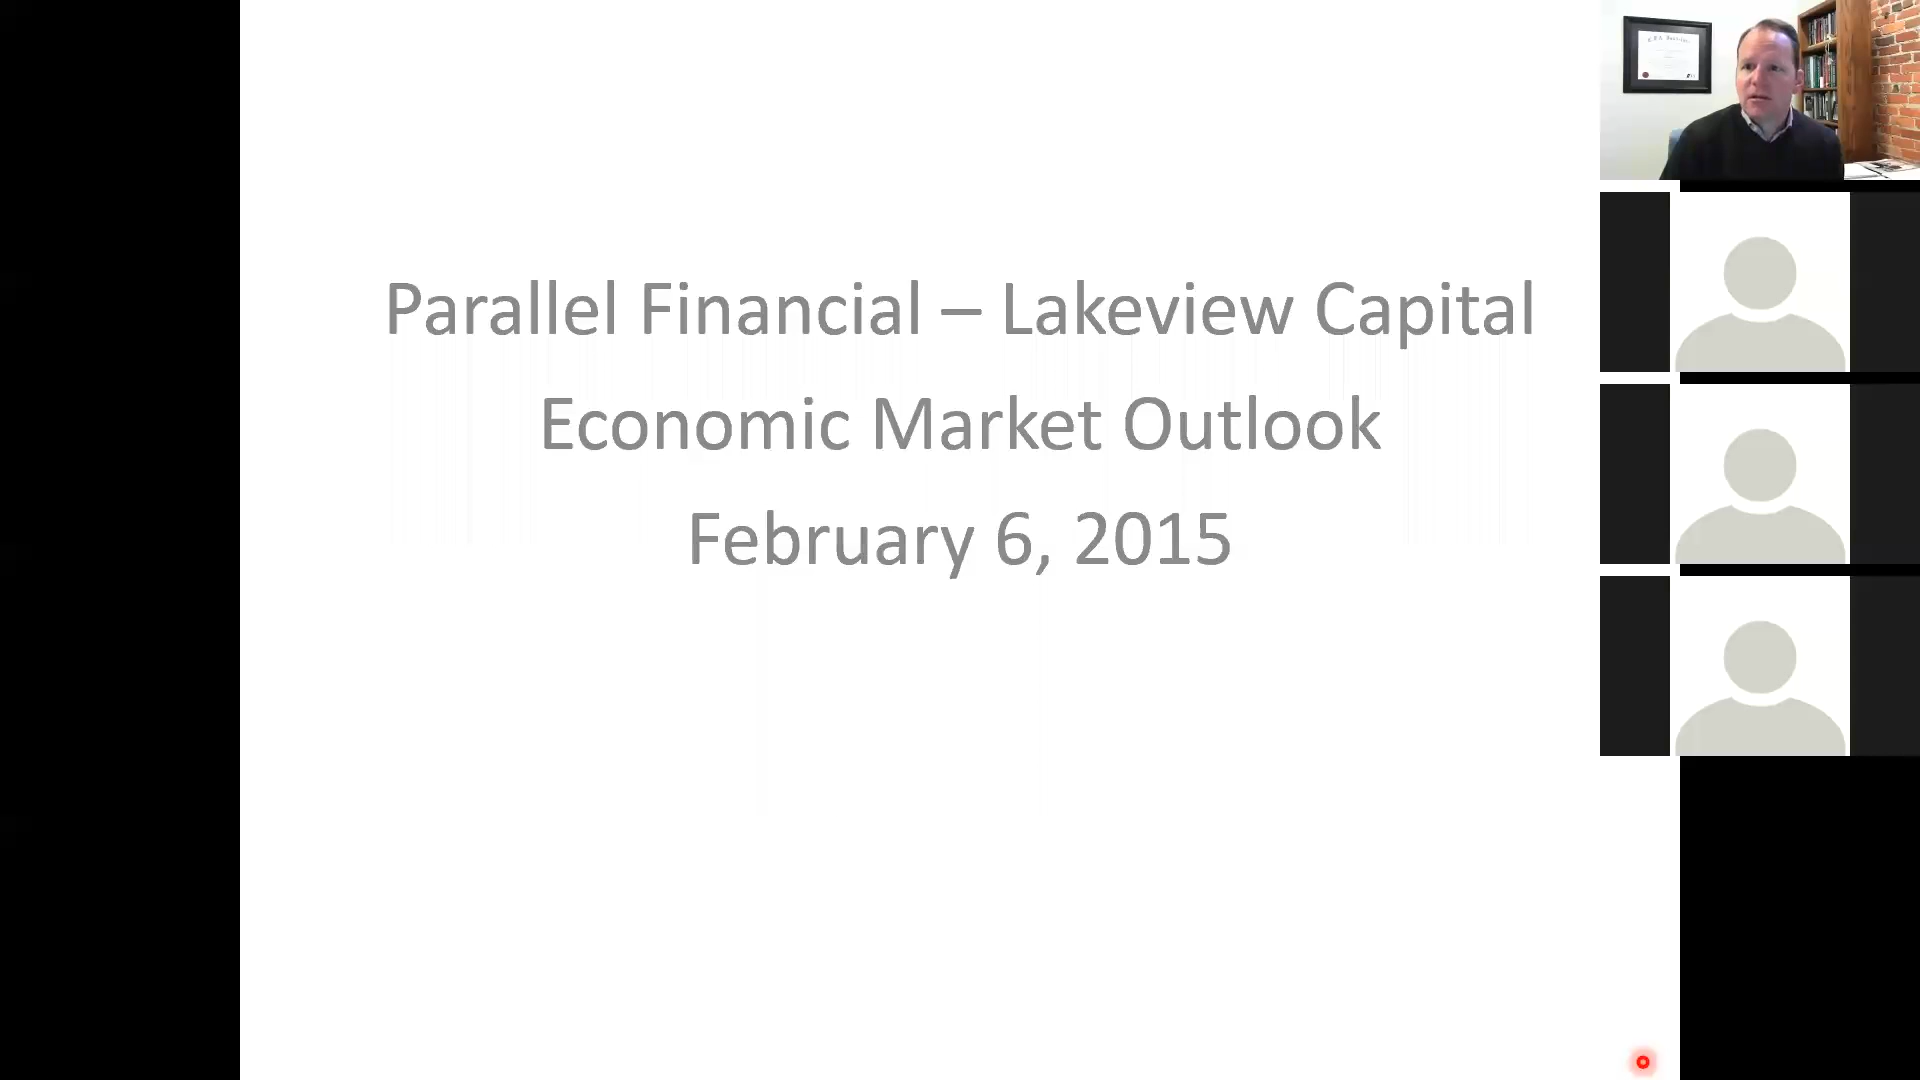 Parallel Financial – Lakeview Capital
Economic Market Outlook
February 6, 2015